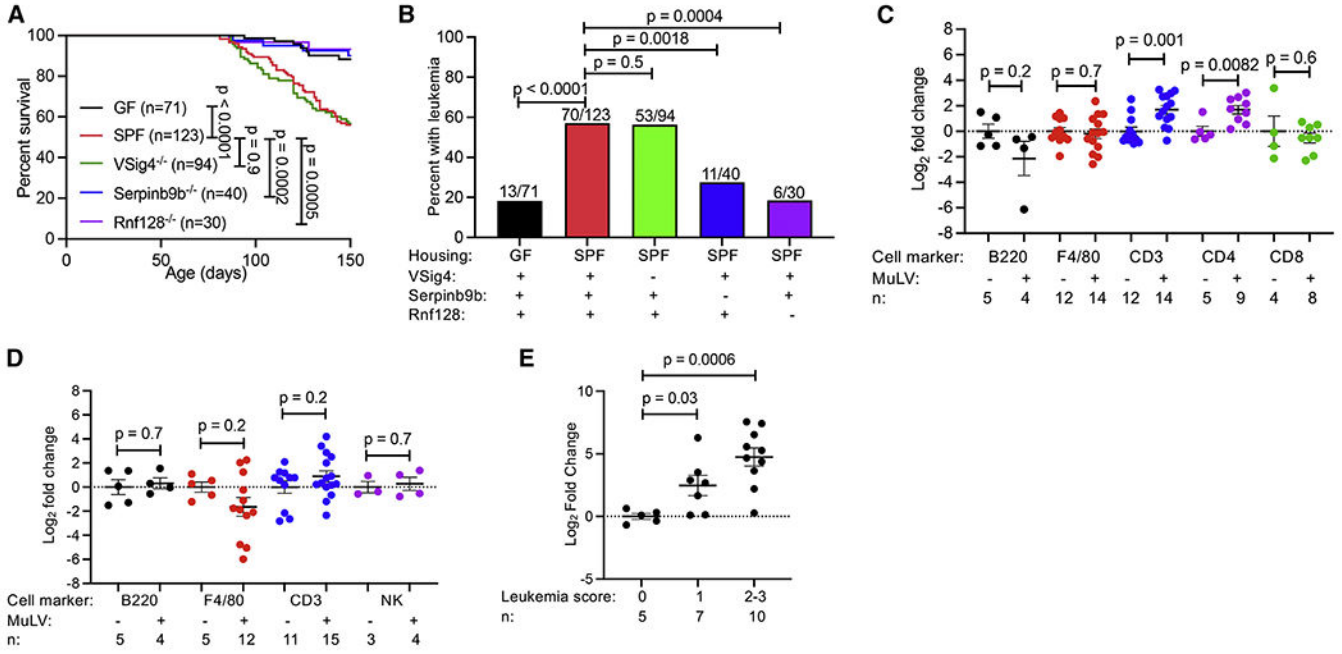 A
Percent survival
100
80
60
40
20
0
GF (n=71)
SPF (n=123)
VSig4-/- (n=94)
Serpinb9b-/- (n=40)
Rnf128-/- (n=30)
p < 0.0001
p = 0.9
p = 0.0002
p = 0.0005
0 50 100 150
Age (days)
B
Percent with leukemia
100
80
60
40
20
0
p = 0.0004
p = 0.0018
p = 0.5
p < 0.0001
13/71 70/123 53/94 11/40 6/30
Housing: GF SPF SPF SPF SPF
VSig4: + + - + +
Serpinb9b: + + + - +
Rnf128: + + + + -
C
Log2 fold change
8
6
4
2
0
-2
-4
-6
-8
p = 0.2 p = 0.7 p = 0.001 p = 0.0082 p = 0.6
Cell marker: B220 F4/80 CD3 CD4 CD8
MuLV: - + - + - + - + - +
n: 5 4 12 14 12 14 5 9 4 8
D
Log2 fold change
8
6
4
2
0
-2
-4
-6
-8
p = 0.7 p = 0.2 p = 0.2 p = 0.7
Cell marker: B220 F4/80 CD3 NK
MuLV: - + - + - + - +
n: 5 4 5 12 11 15 3 4
E
Log2 Fold Change
10
5
0
-5
p = 0.0006
p = 0.03
Leukemia score: 0 1 2-3
n: 5 7 10